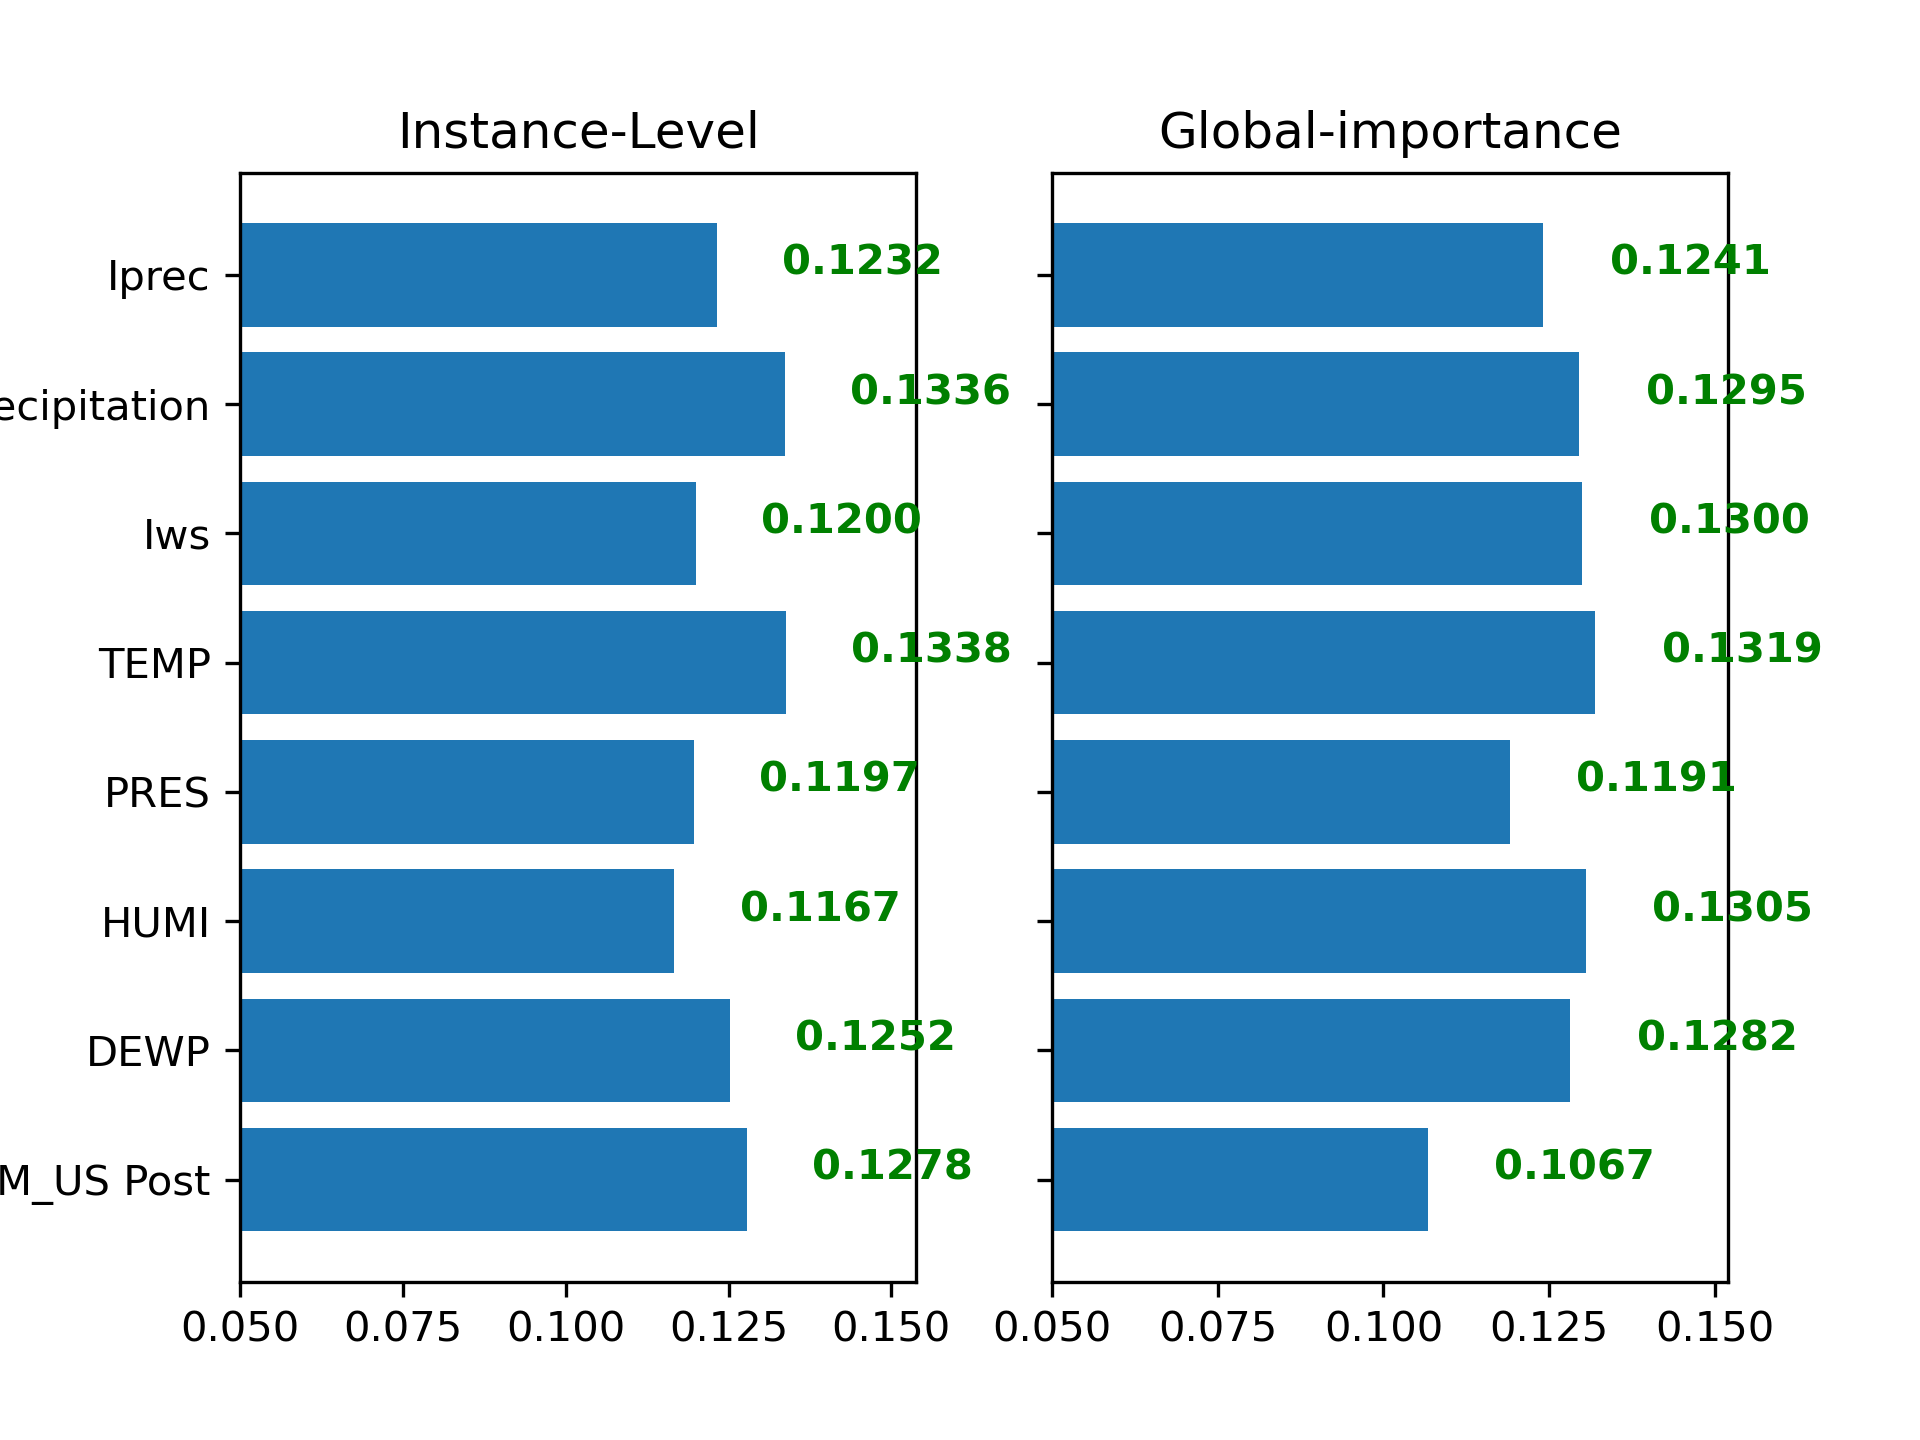 Instance-Level
Iprec 0.1232
ecipitation 0.1336
Iws 0.1200
TEMP 0.1338
PRES 0.1197
HUMI 0.1167
DEWP 0.1252
M_US Post 0.1278
0.050 0.075 0.100 0.125 0.150
Global-importance
0.1241
0.1295
0.1300
0.1319
0.1191
0.1305
0.1282
0.1067
0.050 0.075 0.100 0.125 0.150